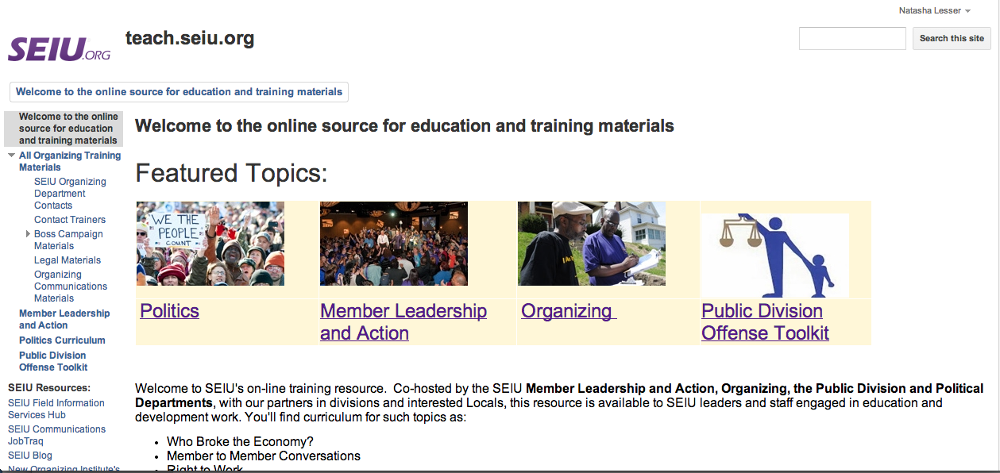 Natasha Lesser
SEIU.ORG
teach.seiu.org
Search this site
Welcome to the online source for education and training materials
Welcome to the online
source for education
and training materials
All Organizing Training
Materials
SEIU Organizing
Department
Contacts
Contact Trainers
Boss Campaign
Materials
Legal Materials
Organizing
Communications
Materials
Member Leadership
and Action
Politics Curriculum
Public Division
Offense Toolkit
SEIU Resources:
SEIU Field Information
Services Hub
SEIU Communications
JobTraq
SEIU Blog
New Organizing Institute's
Welcome to the online source for education and training materials
Featured Topics:
WE THE
PEOPLE
COUNT
SEIU
Politics
Member Leadership
and Action
Organizing
Public Division
Offense Toolkit
Welcome to SEIU's on-line training resource.  Co-hosted by the SEIU Member Leadership and Action, Organizing, the Public Division and Political
Departments, with our partners in divisions and interested Locals, this resource is available to SEIU leaders and staff engaged in education and
development work. You'll find curriculum for such topics as:
• Who Broke the Economy?
• Member to Member Conversations
• Right to Work